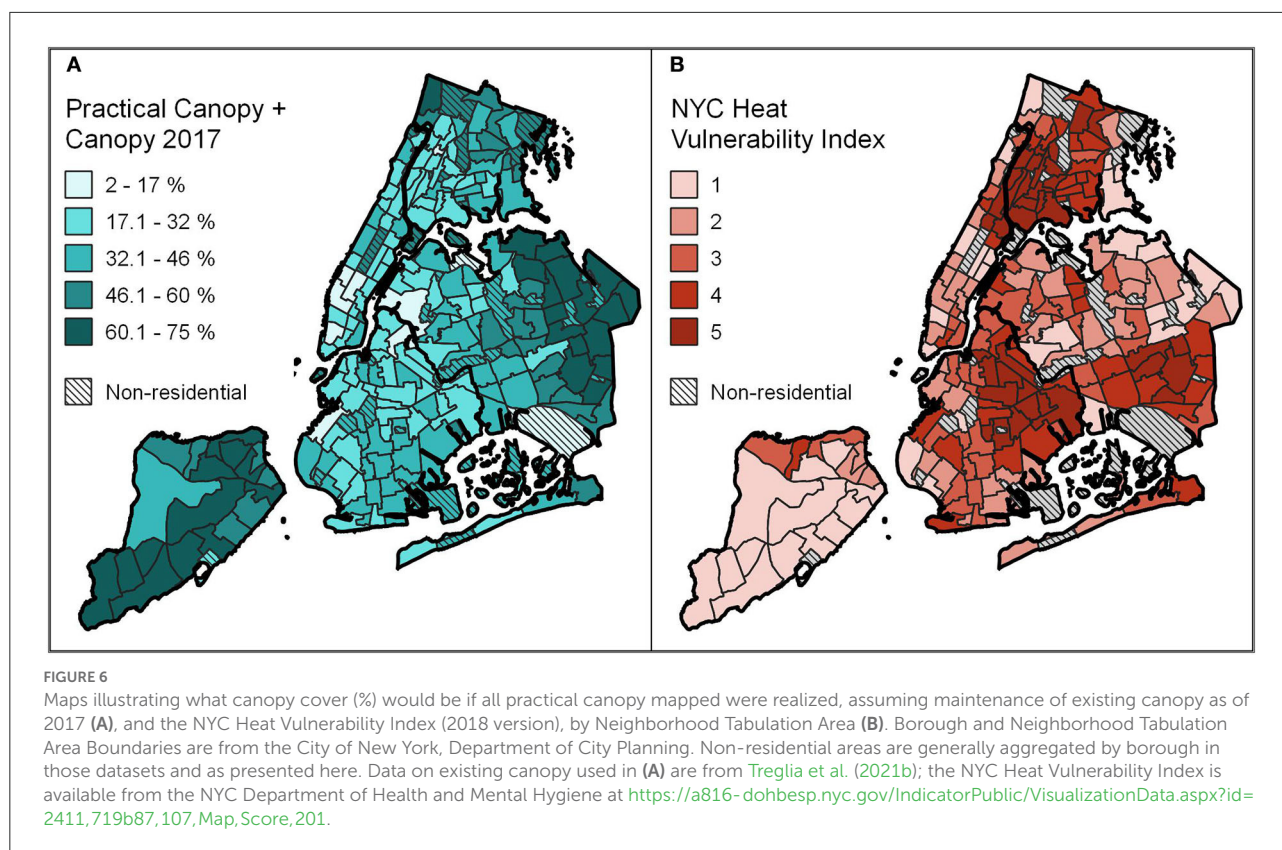 A
Practical Canopy +
Canopy 2017
2 - 17 %
17.1 - 32 %
32.1 - 46 %
46.1 - 60 %
60.1 - 75 %
Non-residential
B
NYC Heat
Vulnerability Index
1
2
3
4
5
Non-residential
FIGURE 6
Maps illustrating what canopy cover (%) would be if all practical canopy mapped were realized, assuming maintenance of existing canopy as of
2017 (A), and the NYC Heat Vulnerability Index (2018 version), by Neighborhood Tabulation Area (B). Borough and Neighborhood Tabulation
Area Boundaries are from the City of New York, Department of City Planning. Non-residential areas are generally aggregated by borough in
those datasets and as presented here. Data on existing canopy used in (A) are from Treglia et al. (2021b); the NYC Heat Vulnerability Index is
available from the NYC Department of Health and Mental Hygiene at https://a816-dohbesp.nyc.gov/IndicatorPublic/VisualizationData.aspx?id=
2411,719b87,107,Map,Score,201.